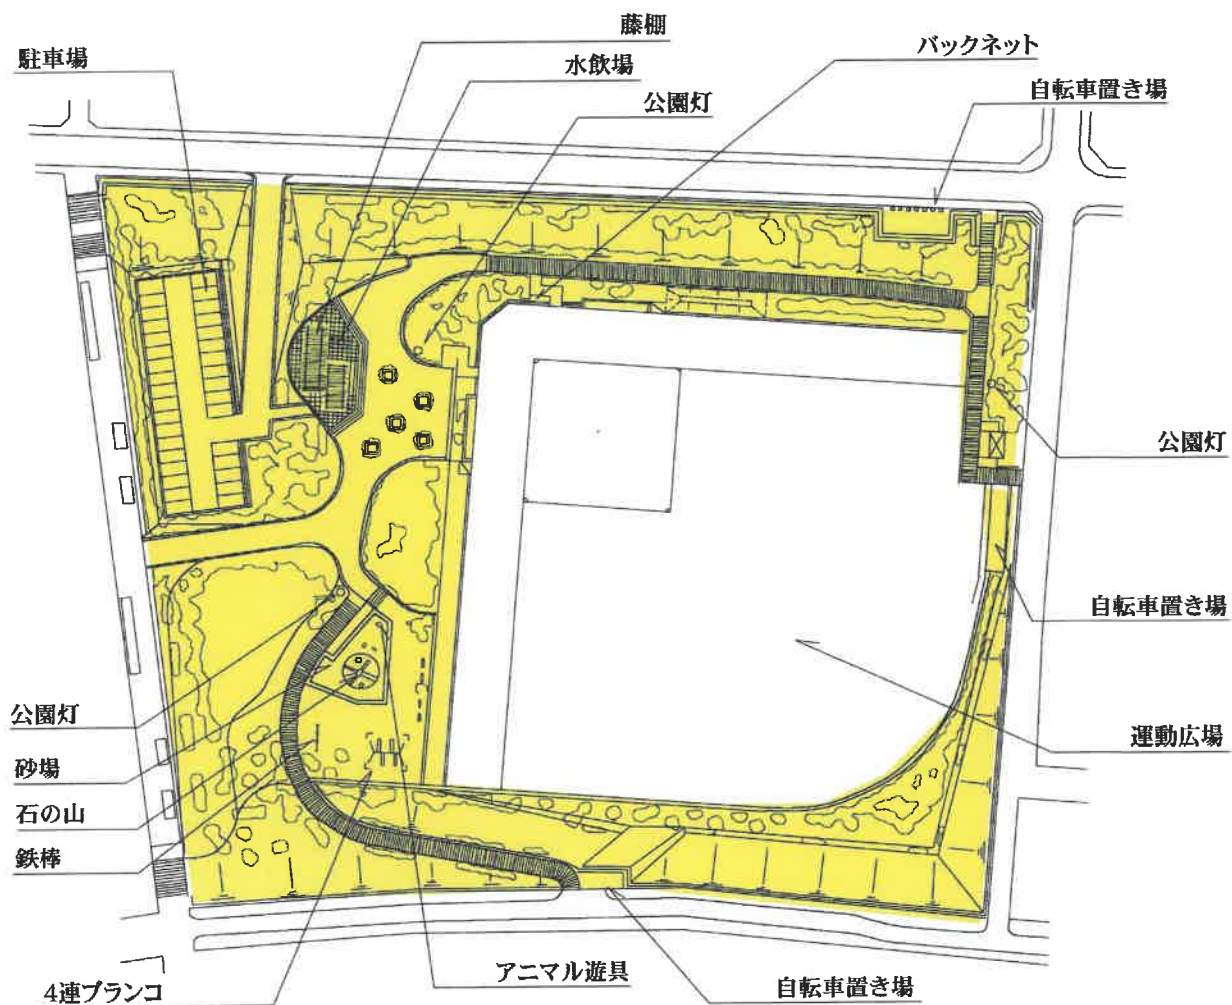 藤棚
バックネット
駐車場
水飲場
自転車置き場
公園灯
公園灯
自転車置き場
公園灯
運動広場
砂場
石の山
鉄棒
アニマル遊具
自転車置き場
4連ブランコ